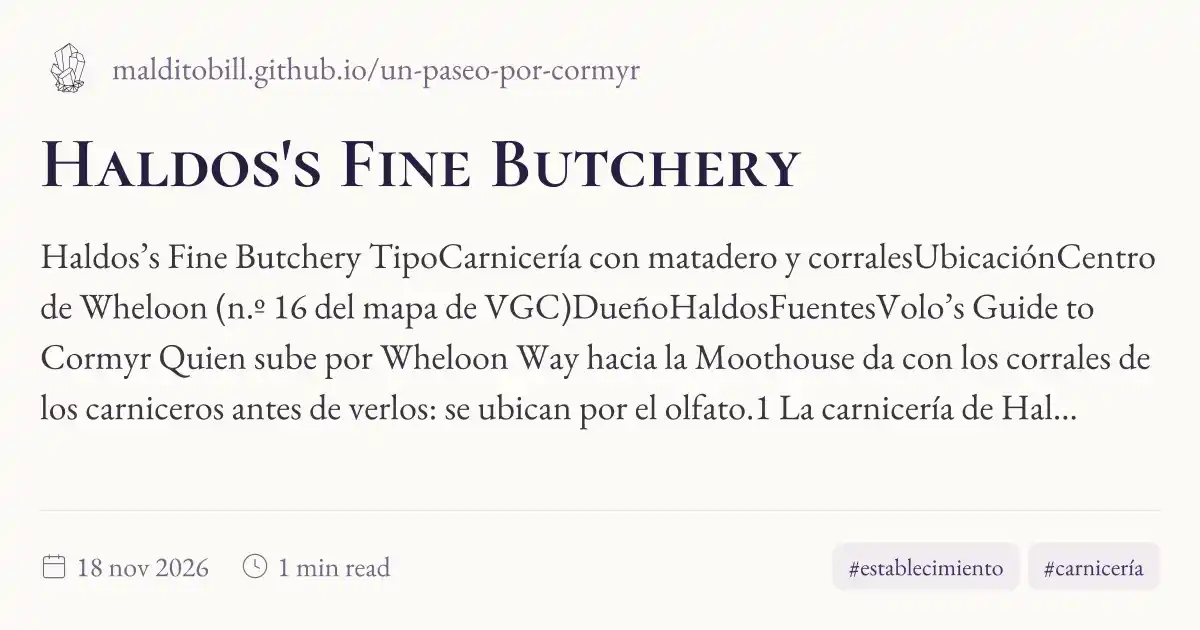 malditobill.github.io/un-paseo-por-cormyr
Haldos's Fine Butchery
Haldos’s Fine Butchery TipoCarnicería con matadero y corralesUbicaciónCentro
de Wheloon (n.º 16 del mapa de VGC)DueñoHaldosFuentesVolo’s Guide to
Cormyr Quien sube por Wheloon Way hacia la Moothouse da con los corrales de
los carniceros antes de verlos: se ubican por el olfato.1 La carnicería de Hal...
18 nov 2026
1 min read
#establecimiento
#carnicería